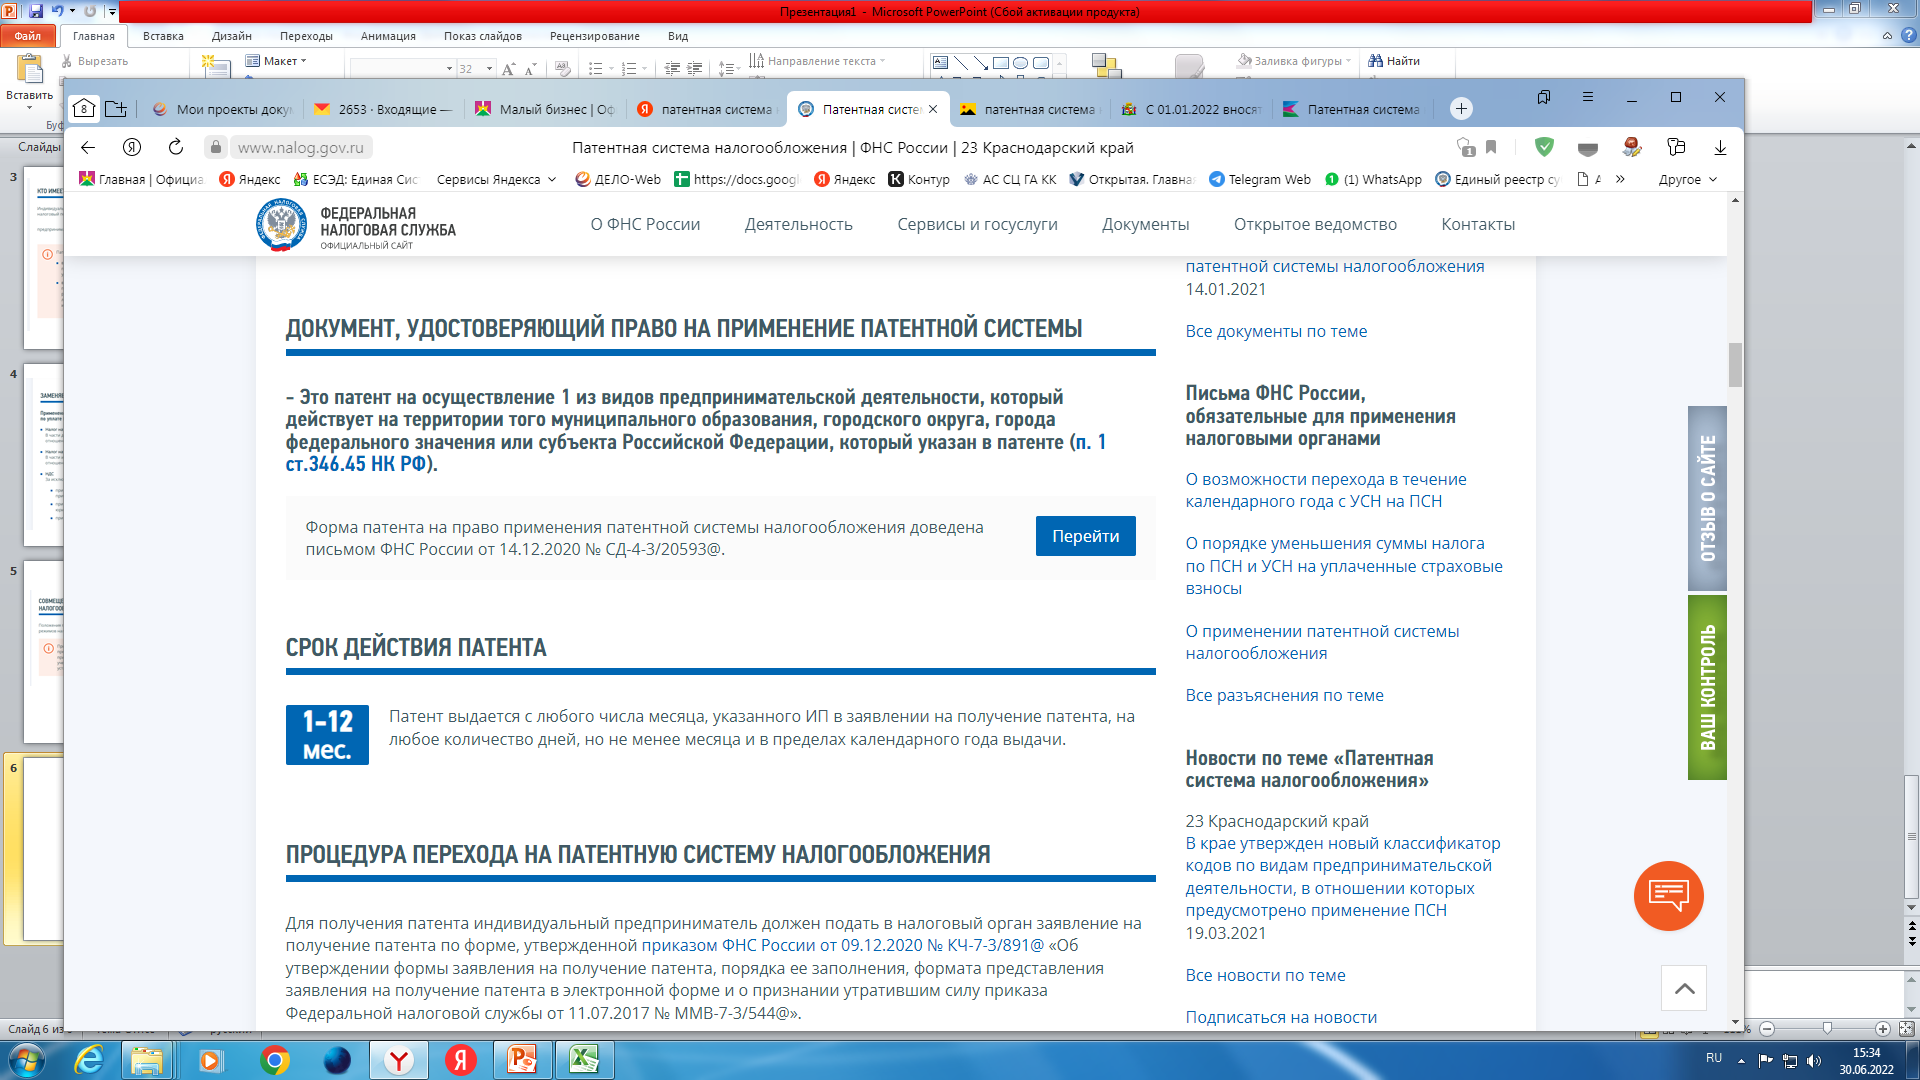 Презентация1 - Microsoft PowerPoint (Сбой активации продукта)
Файл Главная Вставка Дизайн Переходы Анимация Показ слайдов Рецензирование Вид
Вставить Вырезать Макет 32 Направление текста Заливка фигуры Найти
Слайды
3
4
5
6
Мои проекты доку
2653 · Входящие —
Малый бизнес | Оф
патентная система
Патентная систе
патентная система
С 01.01.2022 вносят
Патентная система
www.nalog.gov.ru
Патентная система налогообложения | ФНС России | 23 Краснодарский край
Главная | Официа
Яндекс
ЕСЭД: Единая Сис
Сервисы Яндекса
ДЕЛО-Web
https://docs.googl
Яндекс
Контур
АС СЦ ГА КК
Открытая. Главна
Telegram Web
(1) WhatsApp
Единый реестр су
Другое
ФЕДЕРАЛЬНАЯ
НАЛОГОВАЯ СЛУЖБА
ОФИЦИАЛЬНЫЙ САЙТ
О ФНС России Деятельность Сервисы и госуслуги Документы Открытое ведомство Контакты
ДОКУМЕНТ, УДОСТОВЕРЯЮЩИЙ ПРАВО НА ПРИМЕНЕНИЕ ПАТЕНТНОЙ СИСТЕМЫ
– Это патент на осуществление 1 из видов предпринимательской деятельности, который
действует на территории того муниципального образования, городского округа, города
федерального значения или субъекта Российской Федерации, который указан в патенте (п. 1
ст.346.45 НК РФ).
Форма патента на право применения патентной системы налогообложения доведена
письмом ФНС России от 14.12.2020 № СД-4-3/20593@.
Перейти
СРОК ДЕЙСТВИЯ ПАТЕНТА
1-12
мес.
Патент выдается с любого числа месяца, указанного ИП в заявлении на получение патента, на
любое количество дней, но не менее месяца и в пределах календарного года выдачи.
ПРОЦЕДУРА ПЕРЕХОДА НА ПАТЕНТНУЮ СИСТЕМУ НАЛОГООБЛОЖЕНИЯ
Для получения патента индивидуальный предприниматель должен подать в налоговый орган заявление на
получение патента по форме, утвержденной приказом ФНС России от 09.12.2020 № КЧ-7-3/891@ «Об
утверждении формы заявления на получение патента, порядка ее заполнения, формата представления
заявления на получение патента в электронной форме и о признании утратившим силу приказа
Федеральной налоговой службы от 11.07.2017 № ММВ-7-3/544@».
патентной системы налогообложения
14.01.2021
Все документы по теме
Письма ФНС России,
обязательные для применения
налоговыми органами
О возможности перехода в течение
календарного года с УСН на ПСН
О порядке уменьшения суммы налога
по ПСН и УСН на уплаченные страховые
взносы
О применении патентной системы
налогообложения
Все разъяснения по теме
Новости по теме «Патентная
система налогообложения»
23 Краснодарский край
В крае утвержден новый классификатор
кодов по видам предпринимательской
деятельности, в отношении которых
предусмотрено применение ПСН
19.03.2021
Все новости по теме
Подписаться на новости
ОТЗЫВ О САЙТЕ
ВАШ КОНТРОЛЬ
Слайд 6 из
RU
15:34
30.06.2022